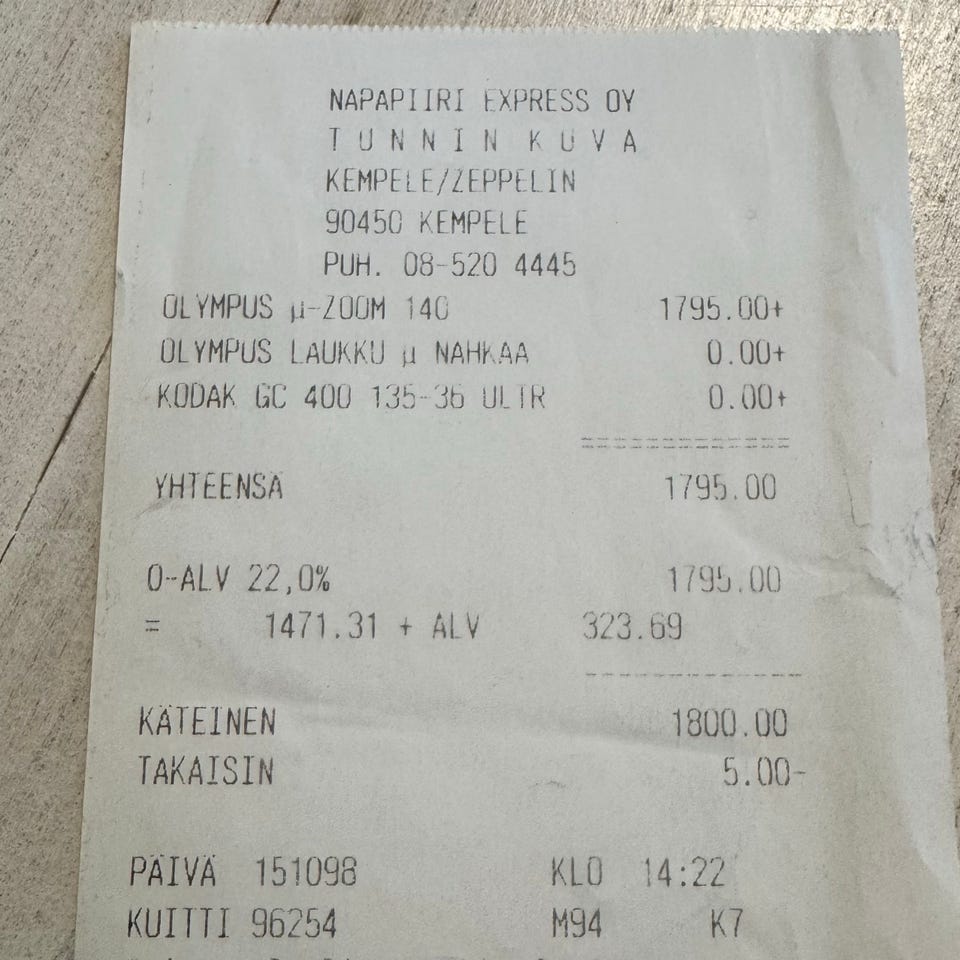 NAPAPIIRI EXPRESS OY
T U N N I N K U V A
KEMPELE/ZEPPELIN
90450 KEMPELE
PUH. 08-520 4445
OLYMPUS µ-ZOOM 140 1795.00+
OLYMPUS LAUKKU µ NAHKAA 0.00+
KODAK GC 400 135-36 ULTR 0.00+
=============
YHTEENSÄ 1795.00
O-ALV 22,0% 1795.00
= 1471.31 + ALV 323.69
-------------
KÄTEINEN 1800.00
TAKAISIN 5.00-
PÄIVÄ 151098 KLO 14:22
KUITTI 96254 M94 K7